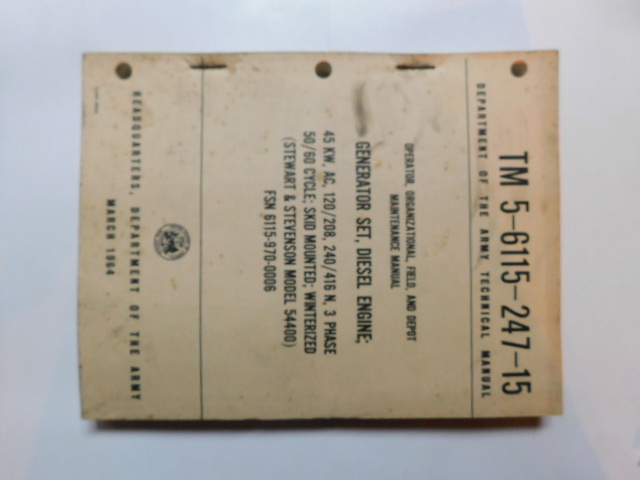 TM 5-6115-247-15
DEPARTMENT OF THE ARMY TECHNICAL MANUAL
OPERATOR, ORGANIZATIONAL, FIELD, AND DEPOT
MAINTENANCE MANUAL
GENERATOR SET, DIESEL ENGINE;
45 KW, AC, 120/208, 240/416 N, 3 PHASE
50/60 CYCLE; SKID MOUNTED; WINTERIZED
(STEWART & STEVENSON MODEL 54400)
FSN 6115-970-0006
HEADQUARTERS, DEPARTMENT OF THE ARMY
MARCH 1964